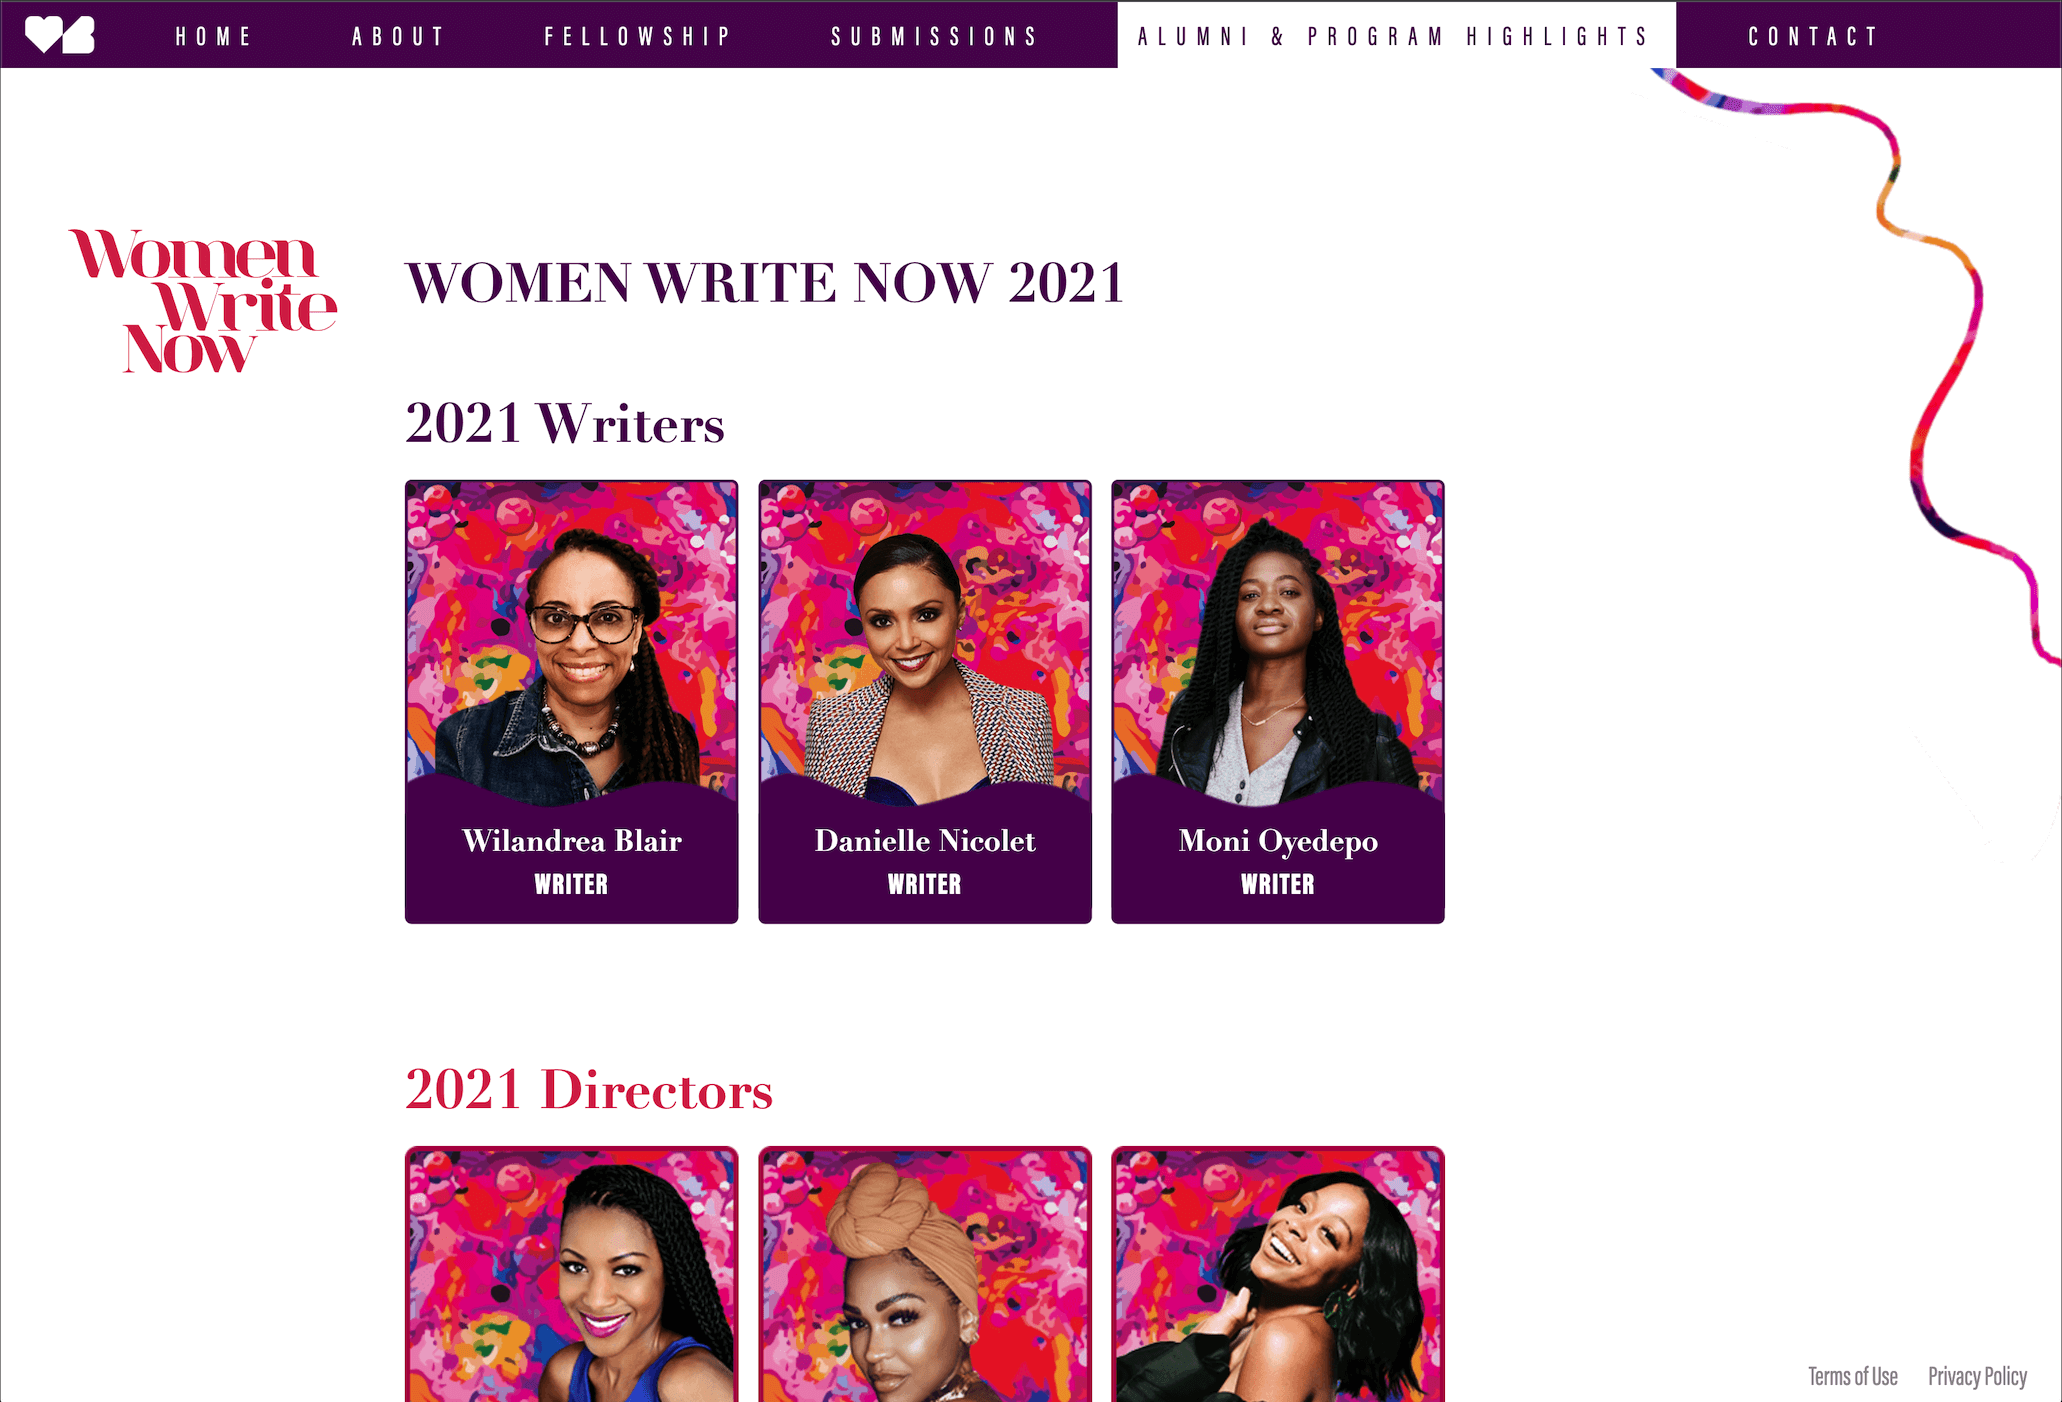 HOME ABOUT FELLOWSHIP SUBMISSIONS ALUMNI & PROGRAM HIGHLIGHTS CONTACT
Women
Write
Now
WOMEN WRITE NOW 2021
2021 Writers
Wilandrea Blair
WRITER
Danielle Nicolet
WRITER
Moni Oyedepo
WRITER
2021 Directors
Terms of Use Privacy Policy